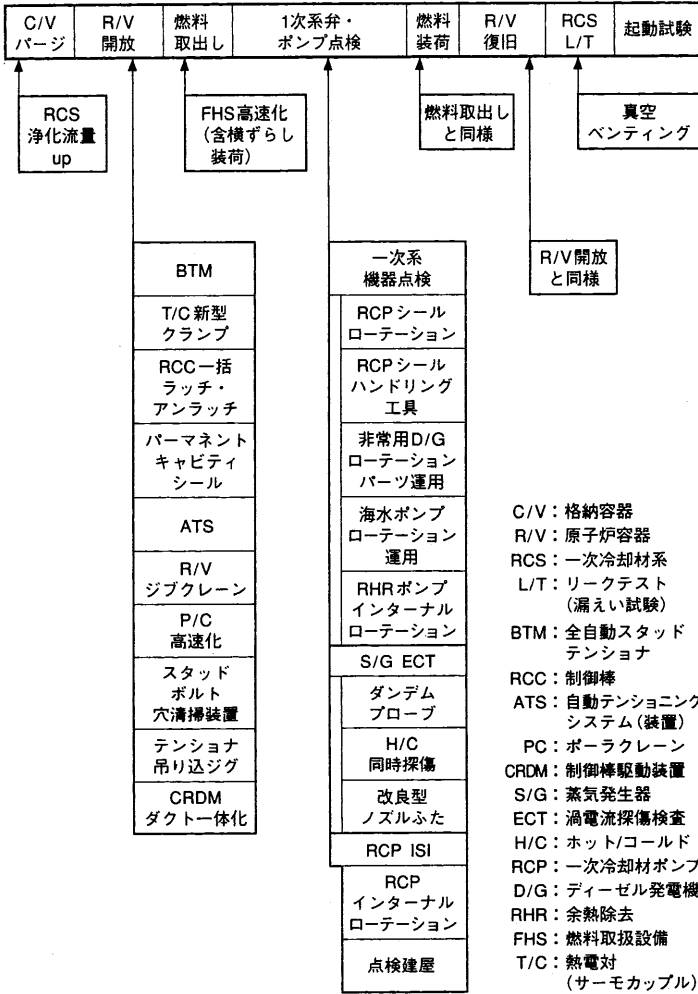 C/V
パージ
R/V
開放
燃料
取出し
1次系弁・
ポンプ点検
燃料
装荷
R/V
復旧
RCS
L/T
起動試験
RCS
浄化流量
up
FHS高速化
(含横ずらし
装荷)
燃料取出し
と同様
真空
ベンティング
R/V開放
と同様
BTM
T/C新型
クランプ
RCC一括
ラッチ・
アンラッチ
パーマネント
キャビティ
シール
ATS
R/V
ジブクレーン
P/C
高速化
スタッド
ボルト
穴清掃装置
テンショナ
吊り込ジグ
CRDM
ダクト一体化
一次系
機器点検
RCPシール
ローテーション
RCPシール
ハンドリング
工具
非常用D/G
ローテーション
パーツ運用
海水ポンプ
ローテーション
運用
RHRポンプ
インターナル
ローテーション
S/G ECT
ダンデム
プローブ
H/C
同時探傷
改良型
ノズルふた
RCP ISI
RCP
インターナル
ローテーション
点検建屋
C/V:格納容器
R/V:原子炉容器
RCS:一次冷却材系
L/T:リークテスト
(漏えい試験)
BTM:全自動スタッド
テンショナ
RCC:制御棒
ATS:自動テンショニング
システム(装置)
PC:ポーラクレーン
CRDM:制御棒駆動装置
S/G:蒸気発生器
ECT:渦電流探傷検査
H/C:ホット/コールド
RCP:一次冷却材ポンプ
D/G:ディーゼル発電機
RHR:余熱除去
FHS:燃料取扱設備
T/C:熱電対
(サーモカップル)